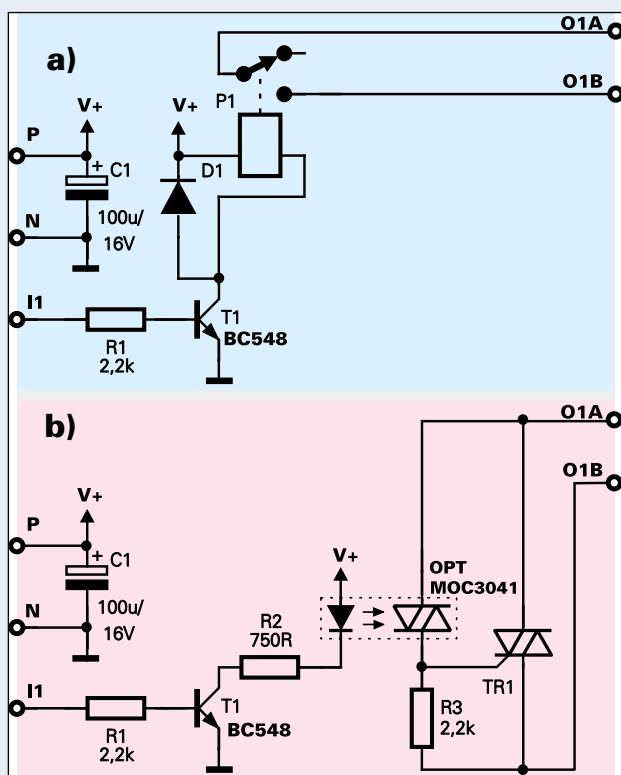 a)
O1A
O1B
P1
V+
V+
P
+
C1
D1
100u/
16V
N
I1
T1
BC548
R1
2,2k
b)
O1A
O1B
V+
P
+
C1
V+
OPT
MOC3041
100u/
16V
N
R2
750R
I1
T1
BC548
R1
2,2k
TR1
R3
2,2k